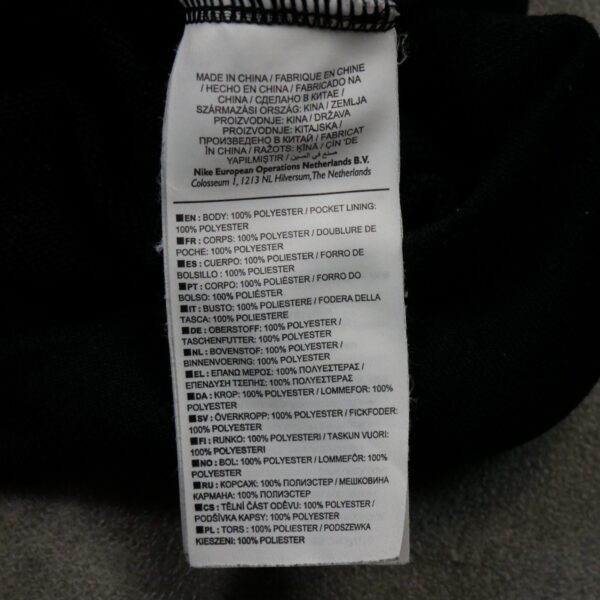 MADE IN CHINA / FABRIQUE EN CHINE
/ HECHO EN CHINA / FABRICADO NA
CHINA / СДЕЛАНО В КИТАЕ /
SZÁRMAZÁSI ORSZÁG: KINA / ZEMLJA
PROIZVODNJE: KINA / DRŽAVA
PROIZVODNJE: KITAJSKA /
ПРОИЗВЕДЕНО В КИТАЙ / FABRICAT
ÎN CHINA / RAŽOTS: ĶĪNĀ / ÇİN 'DE
YAPILMIŞTIR / صنع في الصين
Nike European Operations Netherlands B.V.
Colosseum 1, 1213 NL Hilversum, The Netherlands
■EN : BODY: 100% POLYESTER / POCKET LINING:
100% POLYESTER
■FR : CORPS: 100% POLYESTER / DOUBLURE DE
POCHE: 100% POLYESTER
■ES : CUERPO: 100% POLIESTER / FORRO DE
BOLSILLO : 100% POLIESTER
■PT : CORPO: 100% POLIÉSTER / FORRO DO
BOLSO: 100% POLIÉSTER
■IT : BUSTO: 100% POLIESTERE / FODERA DELLA
TASCA: 100% POLIESTERE
■DE : OBERSTOFF: 100% POLYESTER /
TASCHENFUTTER: 100% POLYESTER
■NL : BOVENSTOF: 100% POLYESTER /
BINNENVOERING: 100% POLYESTER
■EL : ΕΠΑΝΩ ΜΕΡΟΣ: 100% ΠΟΛΥΕΣΤΕΡΑΣ /
ΕΠΕΝΔΥΣΗ ΤΣΕΠΗΣ: 100% ΠΟΛΥΕΣΤΕΡΑΣ
■DA : KROP: 100% POLYESTER / LOMMEFOR: 100%
POLYESTER
■SV : ÖVERKROPP: 100% POLYESTER / FICKFODER:
100% POLYESTER
■FI : RUNKO: 100% POLYESTERI / TASKUN VUORI:
100% POLYESTERI
■NO : BOL: 100% POLYESTER / LOMMEFÔR: 100%
POLYESTER
■RU : КОРСАЖ: 100% ПОЛИЭСТЕР / МЕШКОВИНА
КАРМАНА: 100% ПОЛИЭСТЕР
■CS : TĚLNÍ ČÁST ODĚVU: 100% POLYESTER /
PODŠÍVKA KAPSY: 100% POLYESTER
■PL : TORS : 100% POLIESTER / PODSZEWKA
KIESZENI: 100% POLIESTER